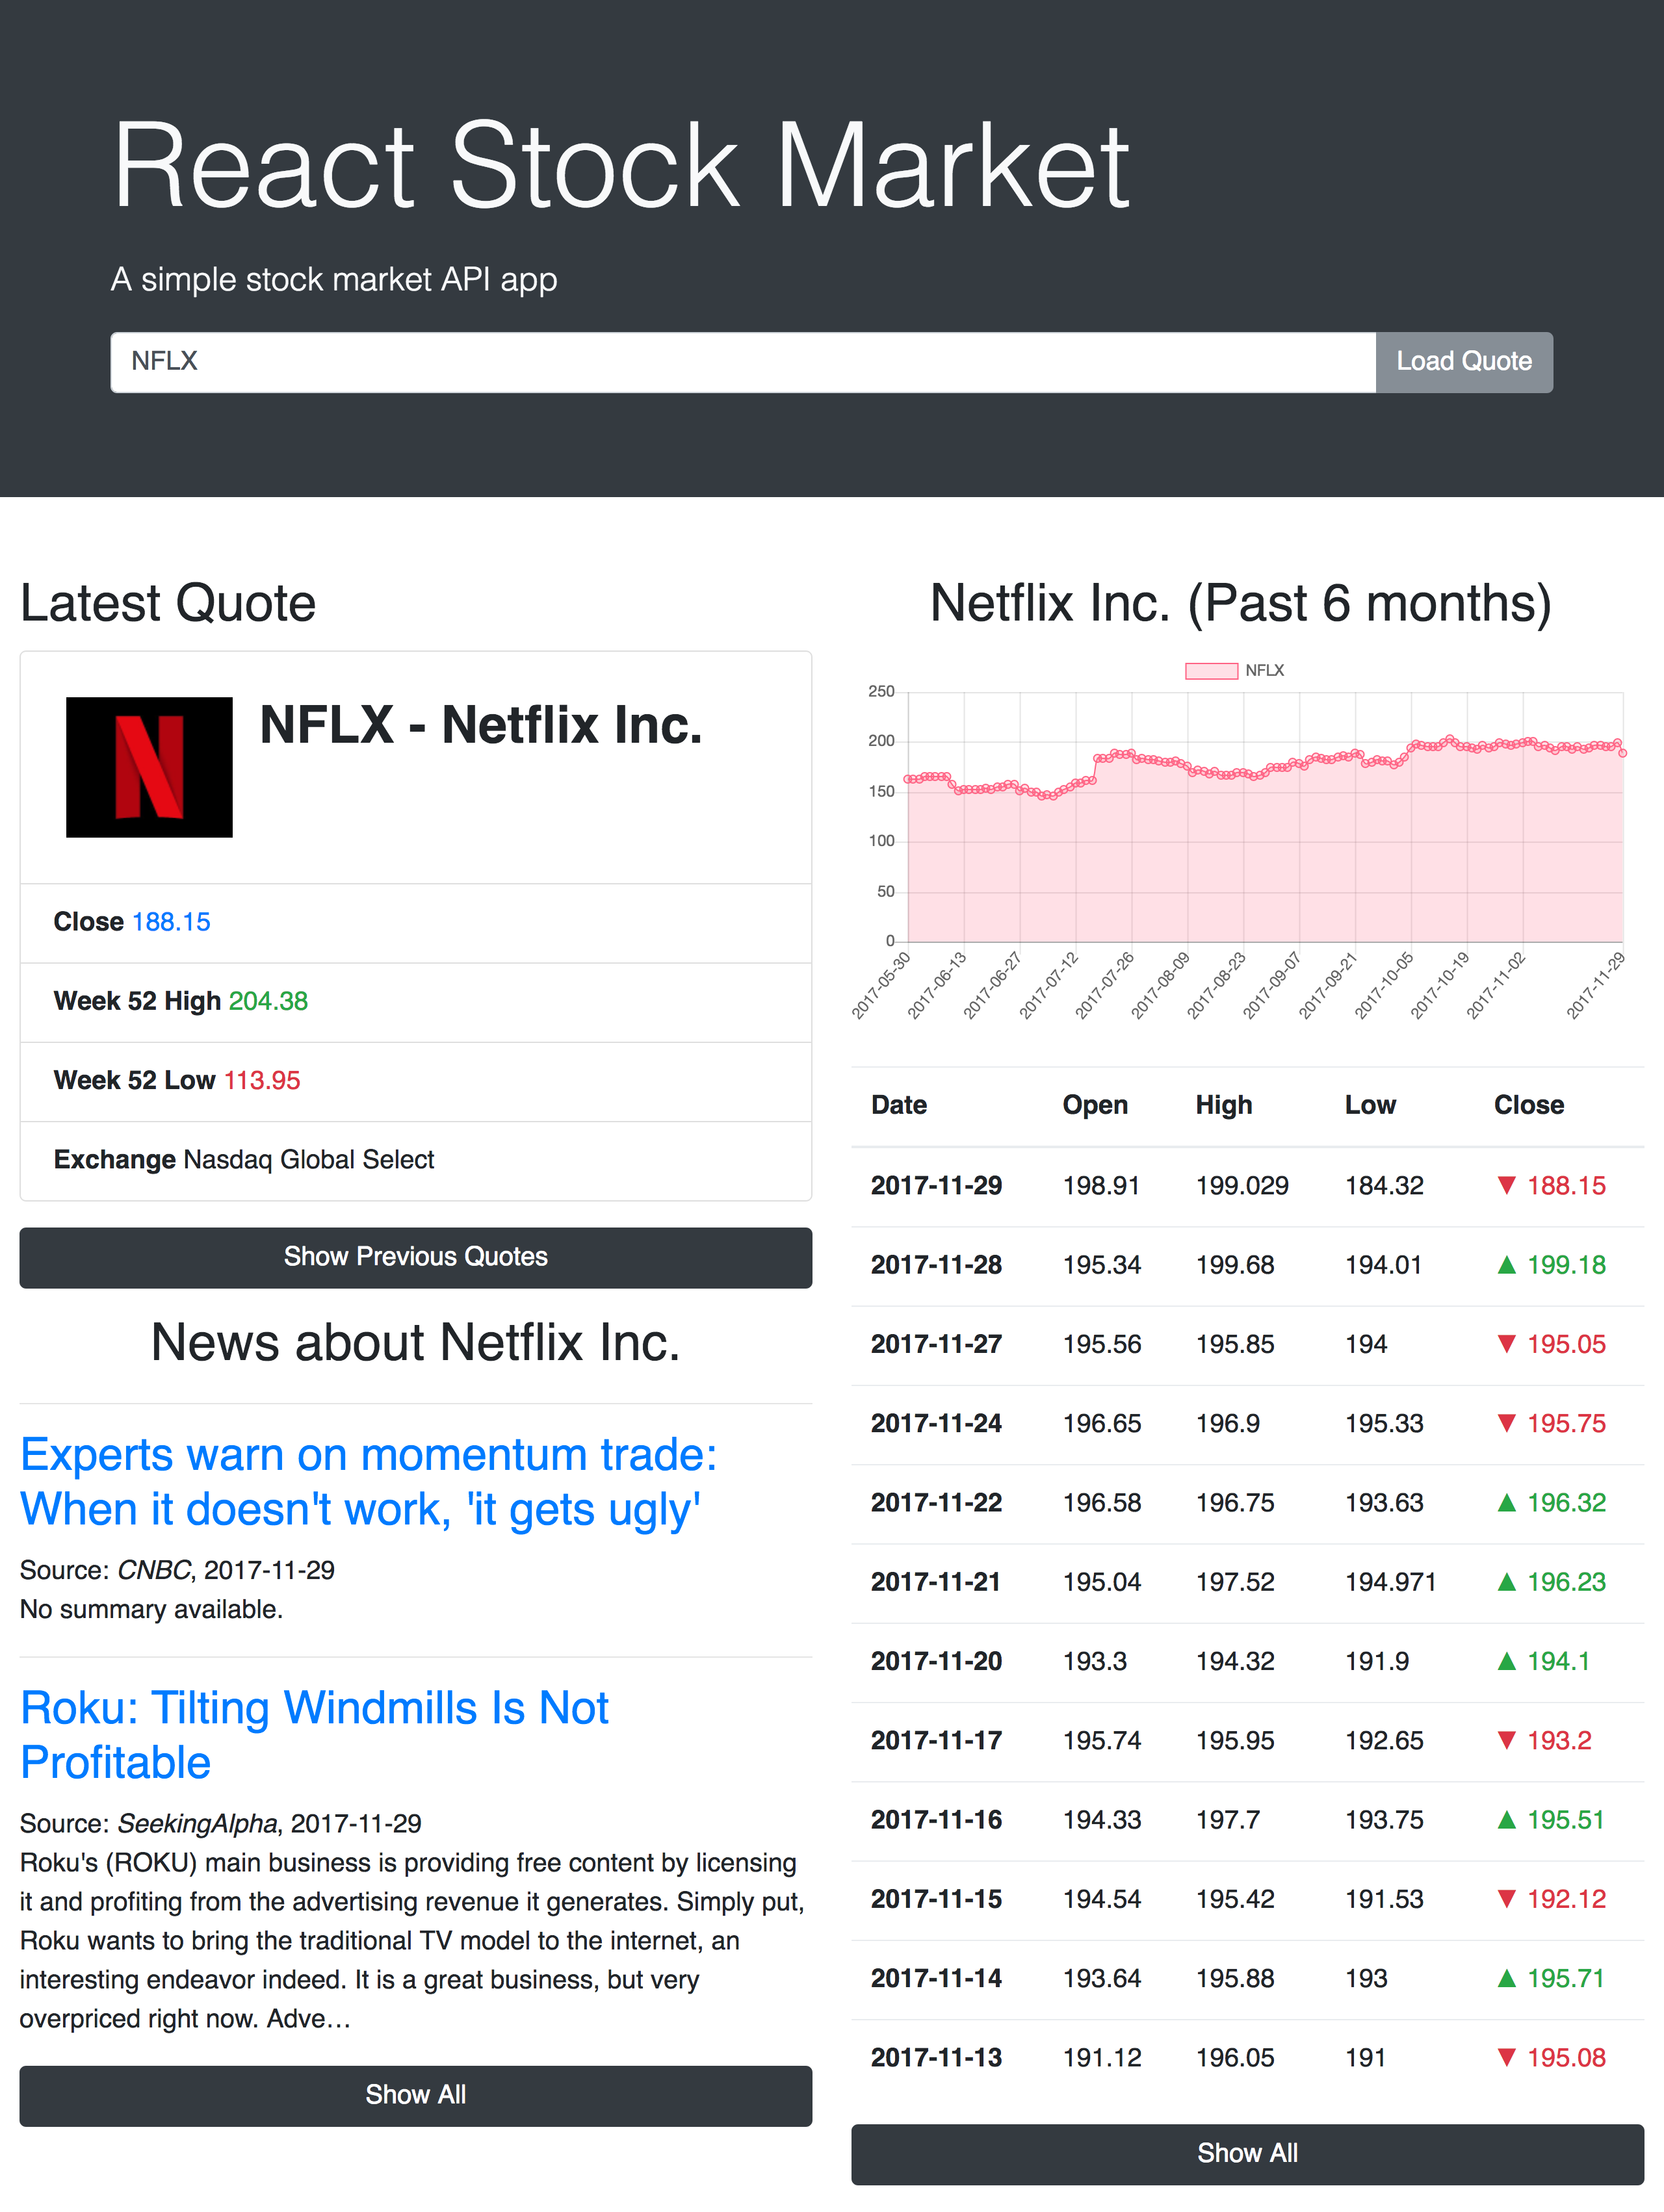 React Stock Market
A simple stock market API app
NFLX
Load Quote
Latest Quote
N
NFLX - Netflix Inc.
Close 188.15
Week 52 High 204.38
Week 52 Low 113.95
Exchange Nasdaq Global Select
Show Previous Quotes
News about Netflix Inc.
Experts warn on momentum trade:
When it doesn't work, 'it gets ugly'
Source: CNBC, 2017-11-29
No summary available.
Roku: Tilting Windmills Is Not
Profitable
Source: SeekingAlpha, 2017-11-29
Roku's (ROKU) main business is providing free content by licensing
it and profiting from the advertising revenue it generates. Simply put,
Roku wants to bring the traditional TV model to the internet, an
interesting endeavor indeed. It is a great business, but very
overpriced right now. Adve...
Show All
Netflix Inc. (Past 6 months)
NFLX
250
200
150
100
50
0
2017-05-30
2017-06-13
2017-06-27
2017-07-12
2017-07-26
2017-08-09
2017-08-23
2017-09-07
2017-09-21
2017-10-05
2017-10-19
2017-11-02
2017-11-29
Date Open High Low Close
2017-11-29 198.91 199.029 184.32 ▼ 188.15
2017-11-28 195.34 199.68 194.01 ▲ 199.18
2017-11-27 195.56 195.85 194 ▼ 195.05
2017-11-24 196.65 196.9 195.33 ▼ 195.75
2017-11-22 196.58 196.75 193.63 ▲ 196.32
2017-11-21 195.04 197.52 194.971 ▲ 196.23
2017-11-20 193.3 194.32 191.9 ▲ 194.1
2017-11-17 195.74 195.95 192.65 ▼ 193.2
2017-11-16 194.33 197.7 193.75 ▲ 195.51
2017-11-15 194.54 195.42 191.53 ▼ 192.12
2017-11-14 193.64 195.88 193 ▲ 195.71
2017-11-13 191.12 196.05 191 ▼ 195.08
Show All